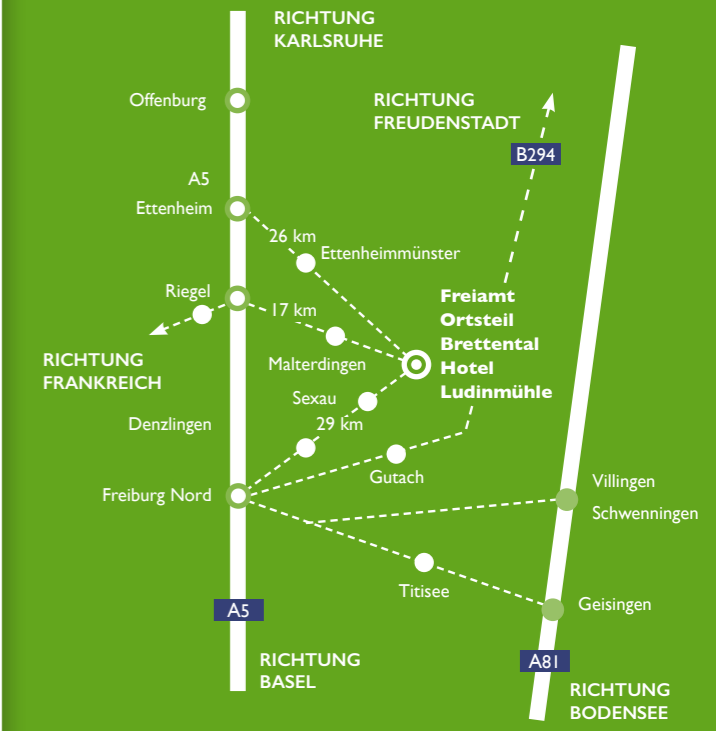 RICHTUNG
KARLSRUHE
Offenburg
RICHTUNG
FREUDENSTADT
B294
A5
Ettenheim
26 km
Ettenheimmünster
Riegel
17 km
Freiamt
Ortsteil
Brettental
Hotel
Ludinmühle
RICHTUNG
FRANKREICH
Malterdingen
Sexau
Denzlingen
29 km
Gutach
Freiburg Nord
Villingen
Schwenningen
Titisee
Geisingen
A5
RICHTUNG
BASEL
A81
RICHTUNG
BODENSEE